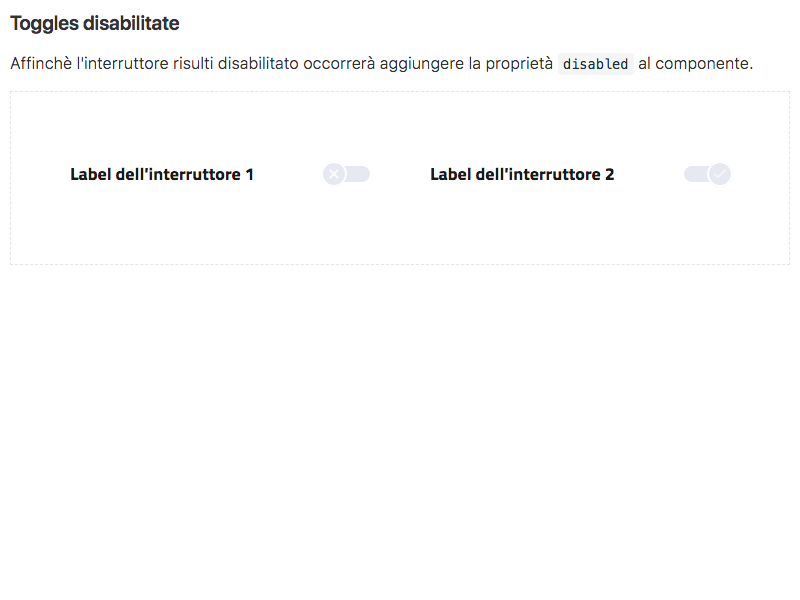 Toggles disabilitate
Affinchè l'interruttore risulti disabilitato occorrerà aggiungere la proprietà disabled al componente.
Label dell'interruttore 1
Label dell'interruttore 2